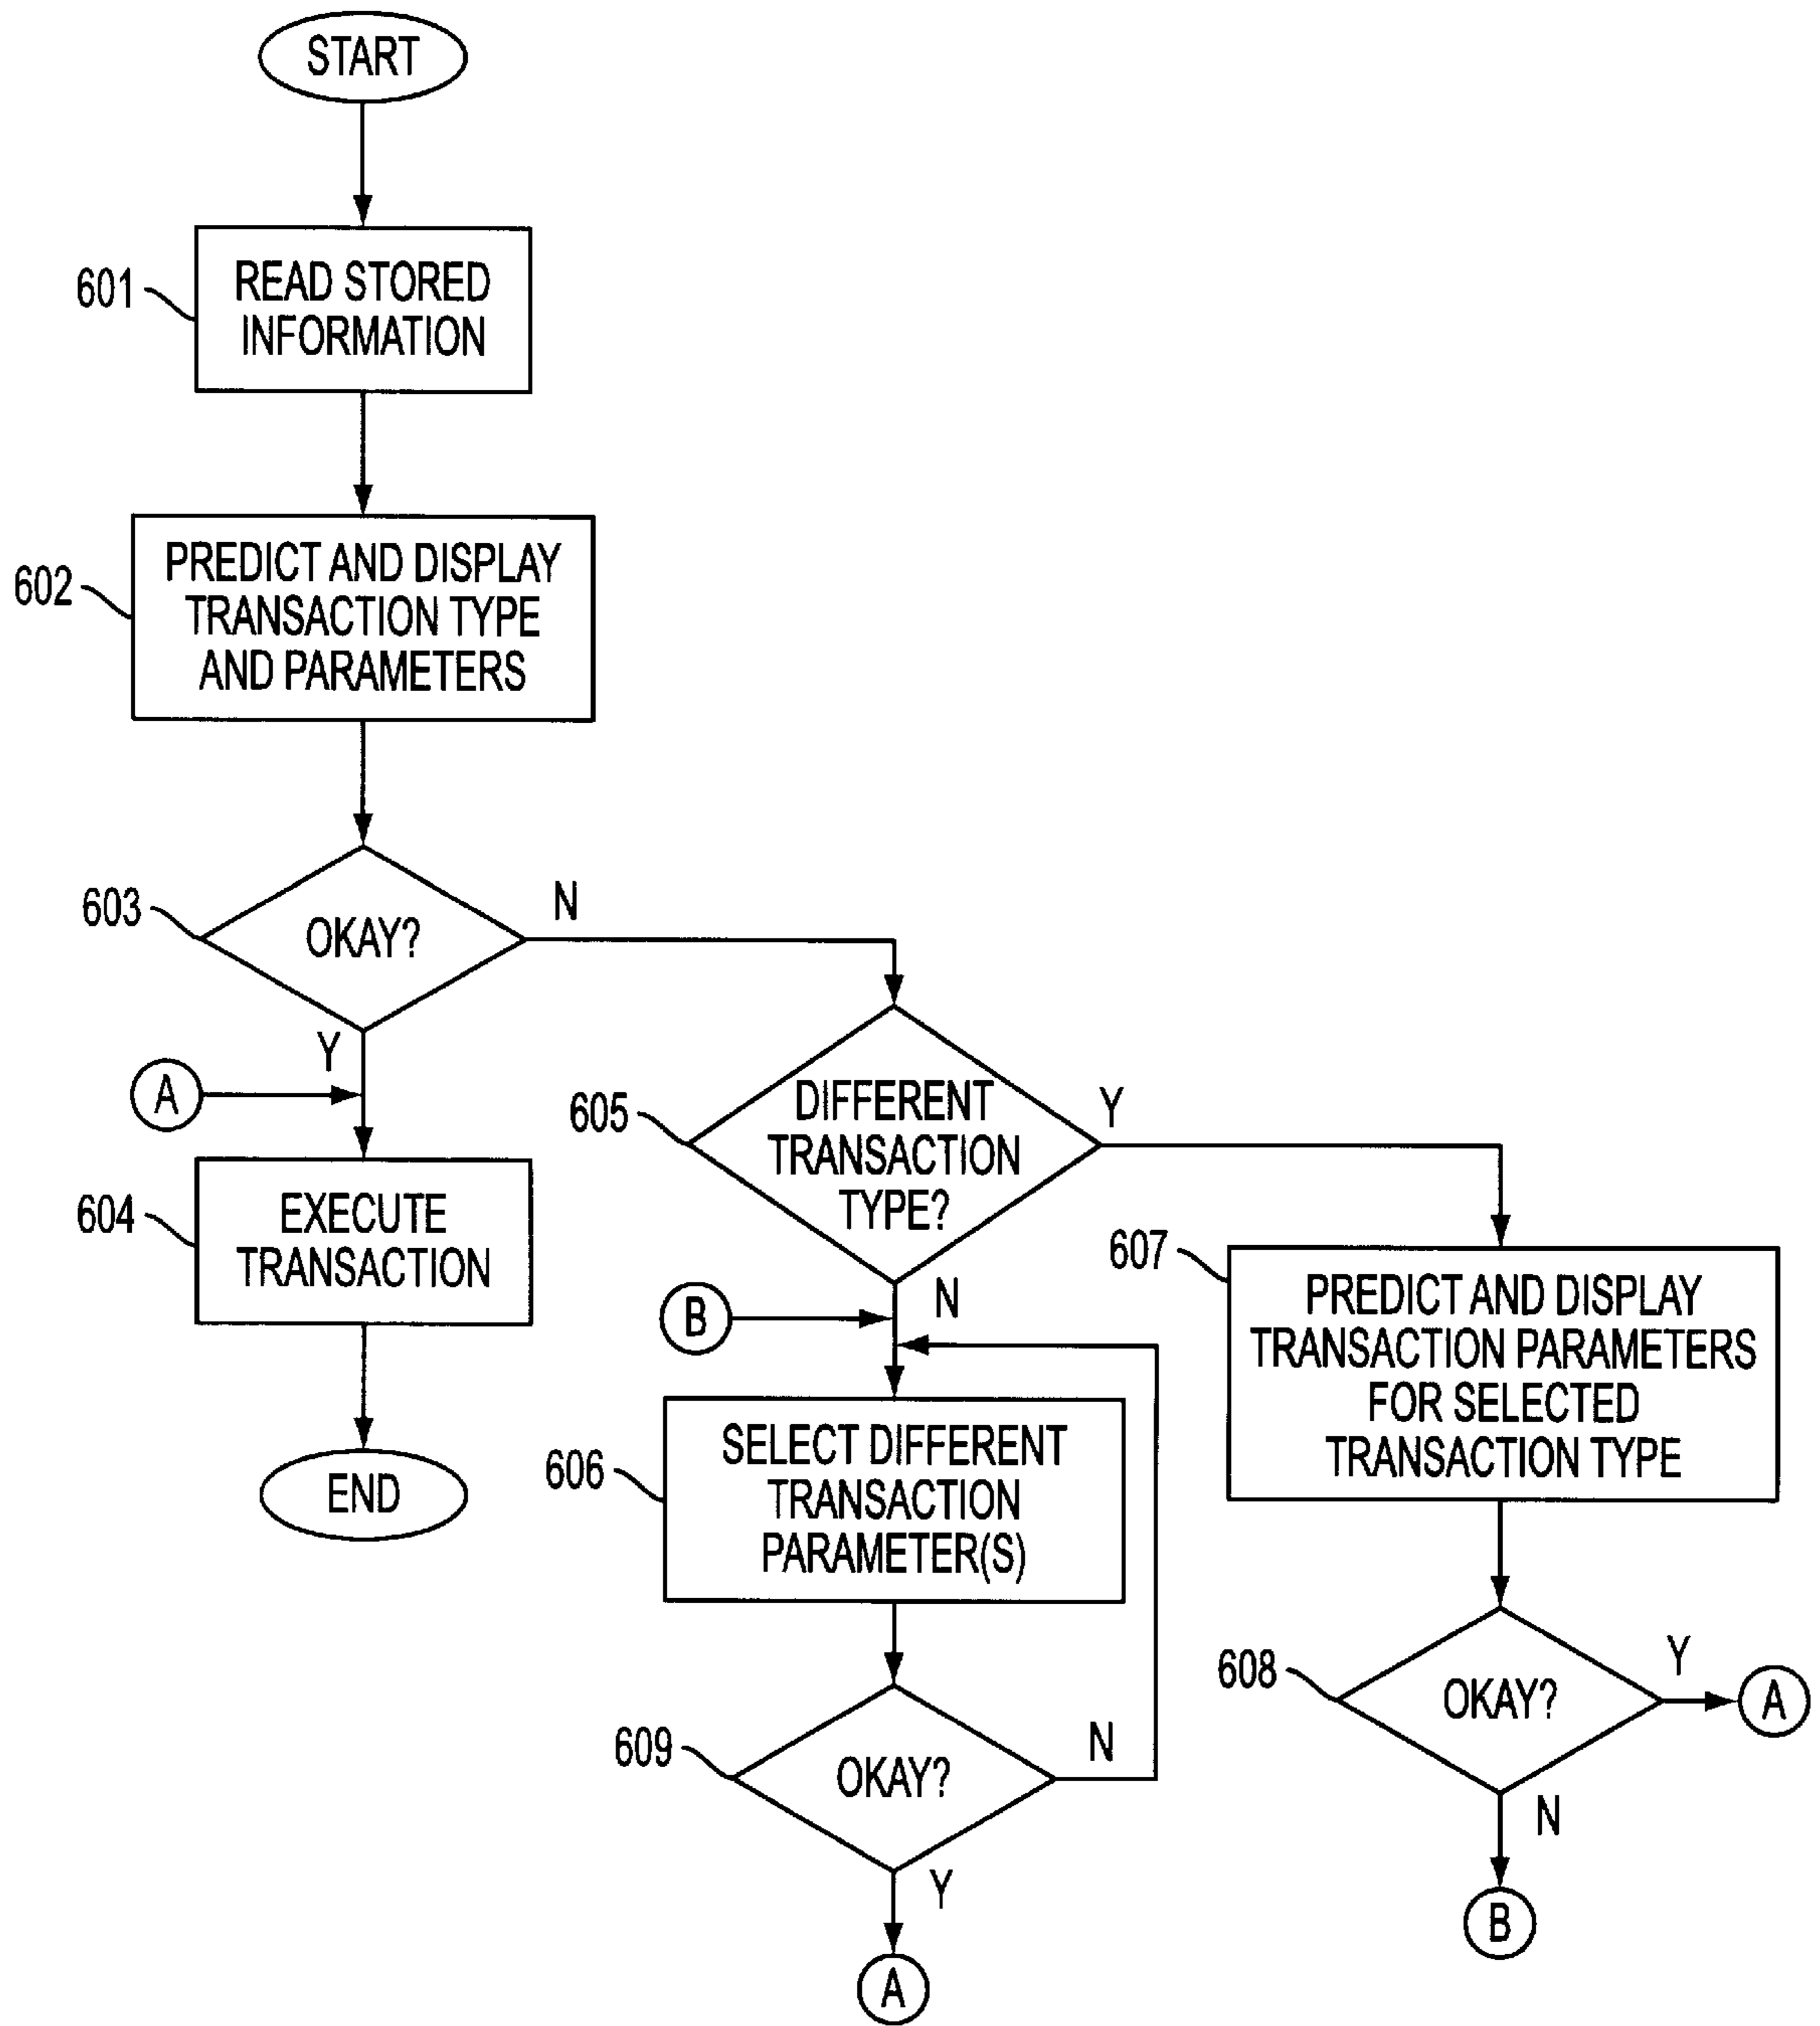 START
601
READ STORED
INFORMATION
602
PREDICT AND DISPLAY
TRANSACTION TYPE
AND PARAMETERS
603
OKAY?
N
Y
A
604
EXECUTE
TRANSACTION
END
605
DIFFERENT
TRANSACTION
TYPE?
Y
N
B
606
SELECT DIFFERENT
TRANSACTION
PARAMETER(S)
609
OKAY?
N
Y
A
607
PREDICT AND DISPLAY
TRANSACTION PARAMETERS
FOR SELECTED
TRANSACTION TYPE
608
OKAY?
Y
A
N
B